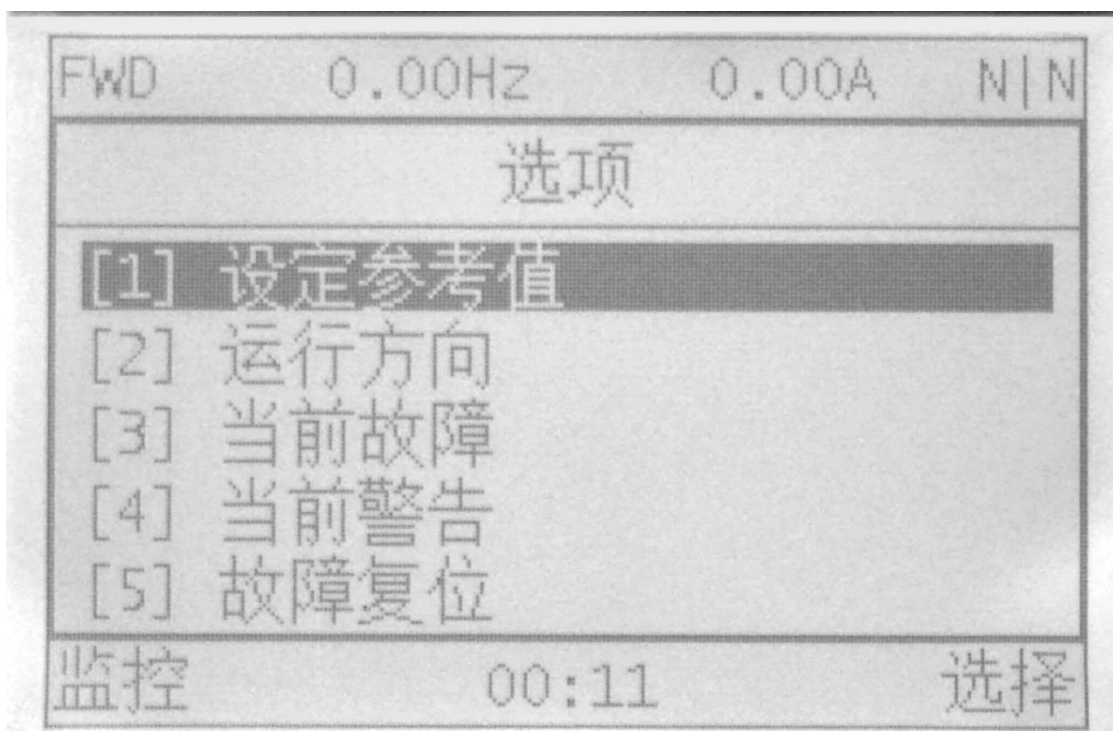 FWD 0.00Hz 0.00A N|N
选项
[1] 设定参考值
[2] 运行方向
[3] 当前故障
[4] 当前警告
[5] 故障复位
监控 00:11 选择